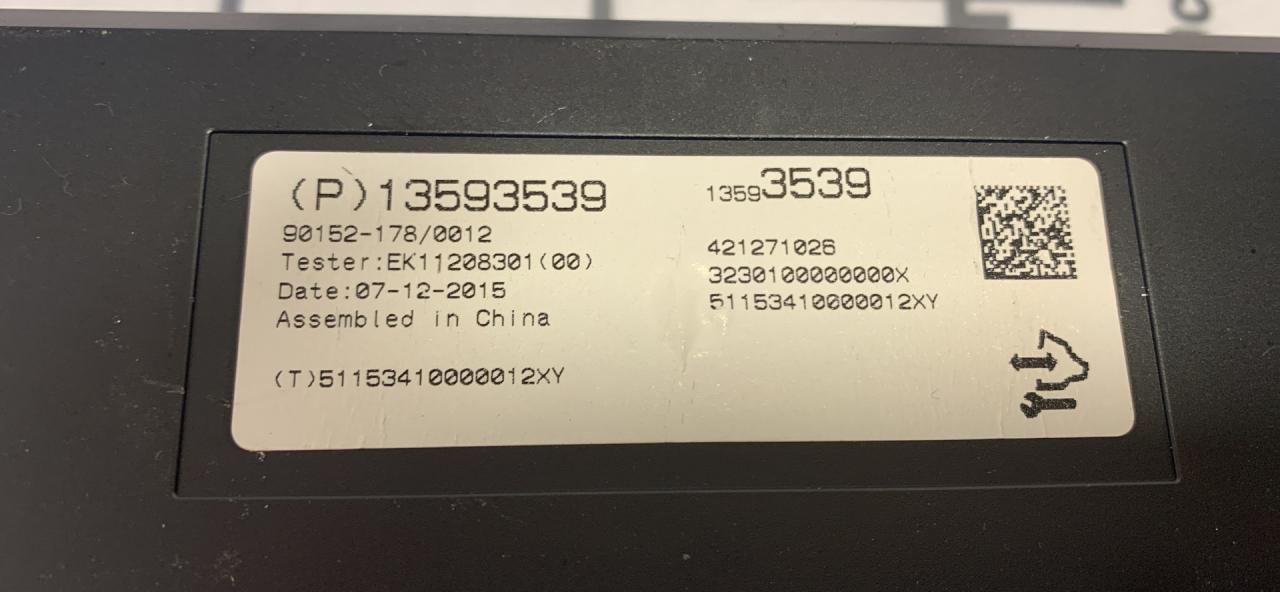 (P)13593539
90152-178/0012
Tester:EK11208301(00)
Date:07-12-2015
Assembled in China
(T)51153410000012XY
13593539
421271026
3230100000000X
51153410000012XY